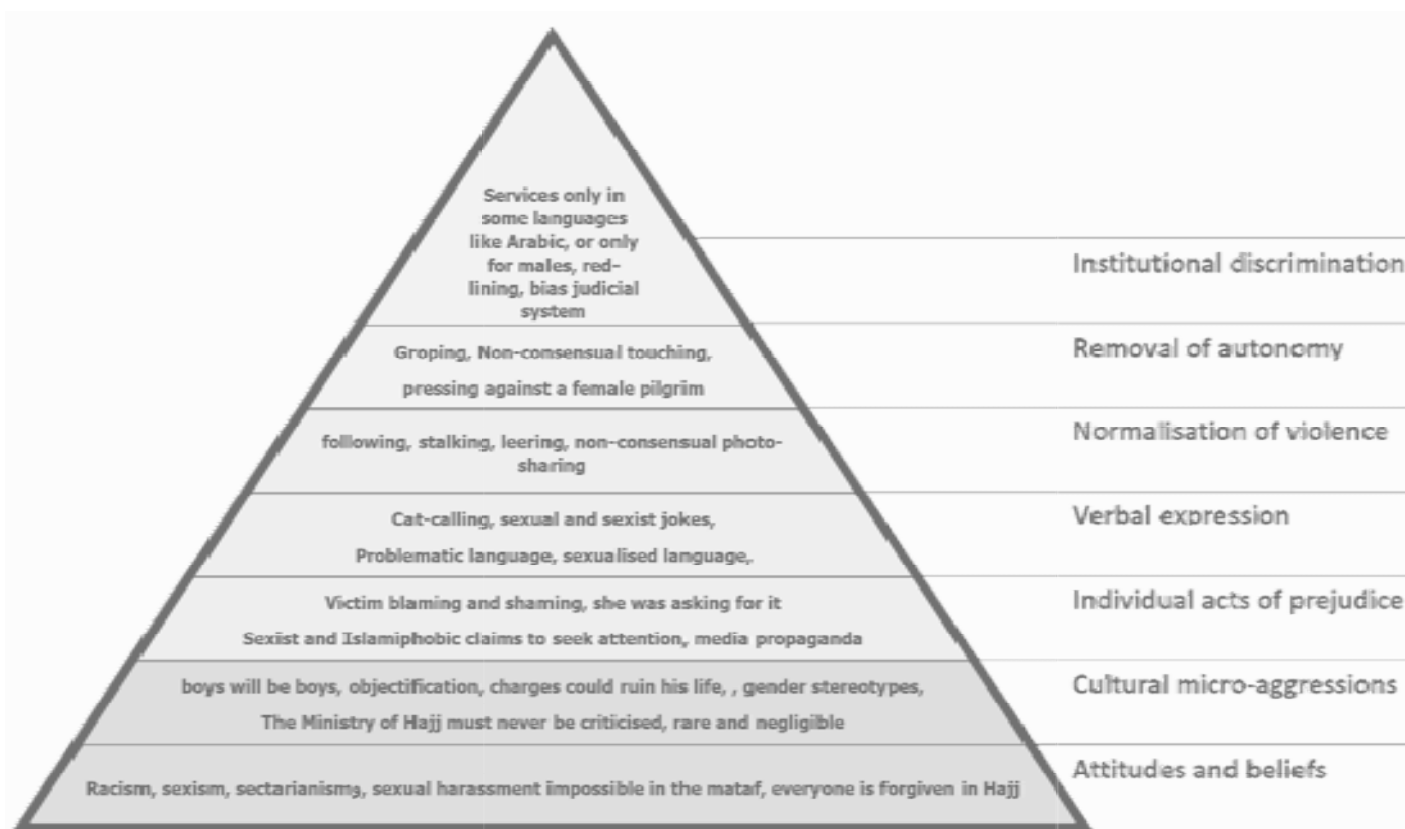 Services only in
some languages
like Arabic, or only
for males, red-
lining, bias judicial
system
Institutional discrimination
Groping, Non-consensual touching,
pressing against a female pilgrim
Removal of autonomy
following, stalking, leering, non-consensual photo-
sharing
Normalisation of violence
Cat-calling, sexual and sexist jokes,
Problematic language, sexualised language,.
Verbal expression
Victim blaming and shaming, she was asking for it
Sexist and Islamiphobic claims to seek attention, media propaganda
Individual acts of prejudice
boys will be boys, objectification, charges could ruin his life, , gender stereotypes,
The Ministry of Hajj must never be criticised, rare and negligible
Cultural micro-aggressions
Racism, sexism, sectarianism, sexual harassment impossible in the mataf, everyone is forgiven in Hajj
Attitudes and beliefs